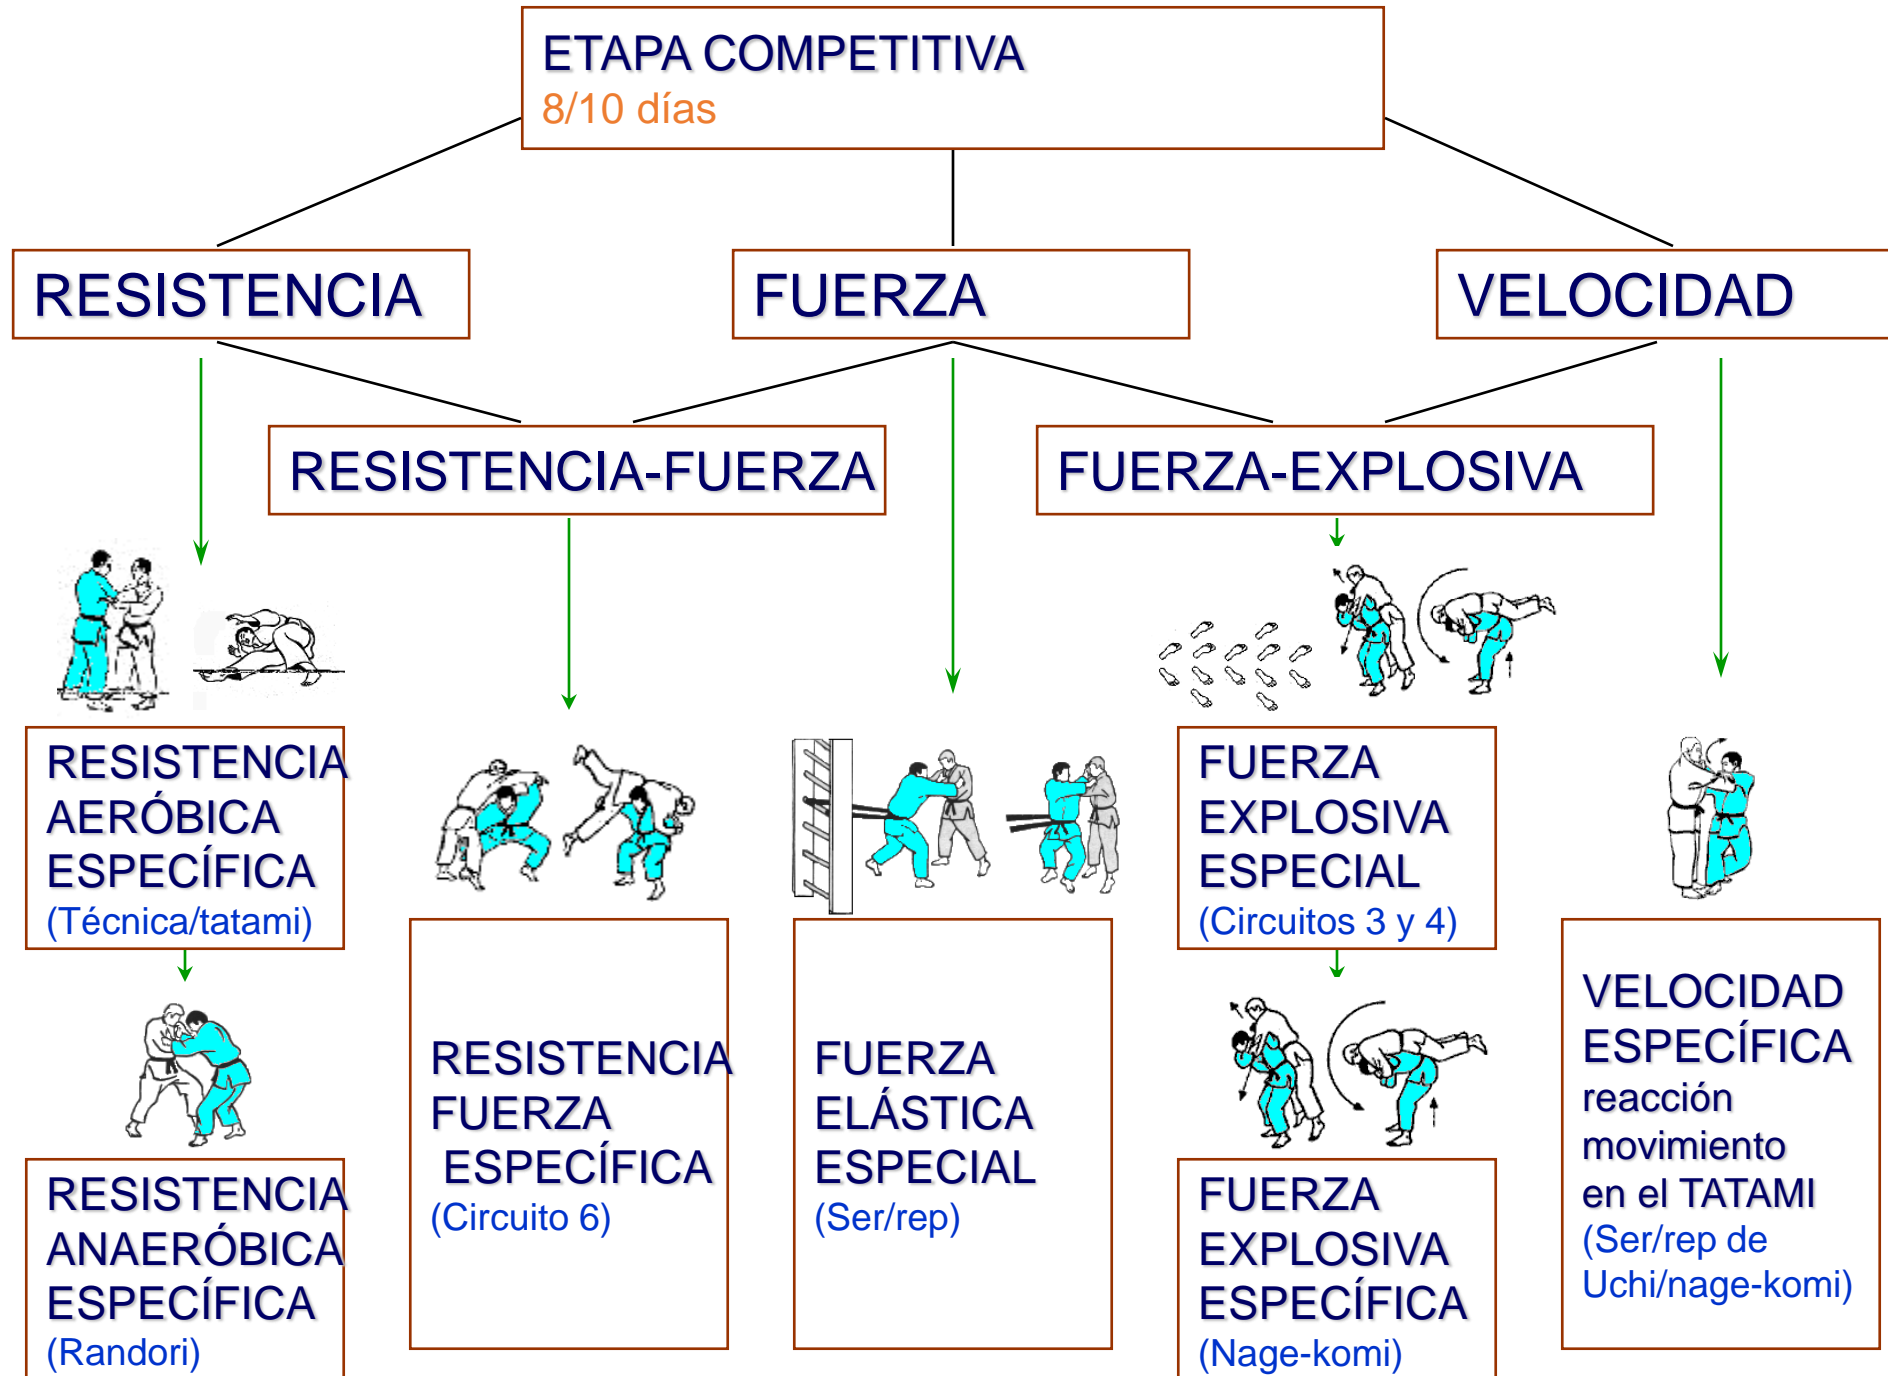 ETAPA COMPETITIVA
8/10 días
RESISTENCIA
FUERZA
VELOCIDAD
RESISTENCIA-FUERZA
FUERZA-EXPLOSIVA
RESISTENCIA
AERÓBICA
ESPECÍFICA
(Técnica/tatami)
RESISTENCIA
ANAERÓBICA
ESPECÍFICA
(Randori)
RESISTENCIA
FUERZA
ESPECÍFICA
(Circuito 6)
FUERZA
ELÁSTICA
ESPECIAL
(Ser/rep)
FUERZA
EXPLOSIVA
ESPECIAL
(Circuitos 3 y 4)
FUERZA
EXPLOSIVA
ESPECÍFICA
(Nage-komi)
VELOCIDAD
ESPECÍFICA
reacción
movimiento
en el TATAMI
(Ser/rep de
Uchi/nage-komi)